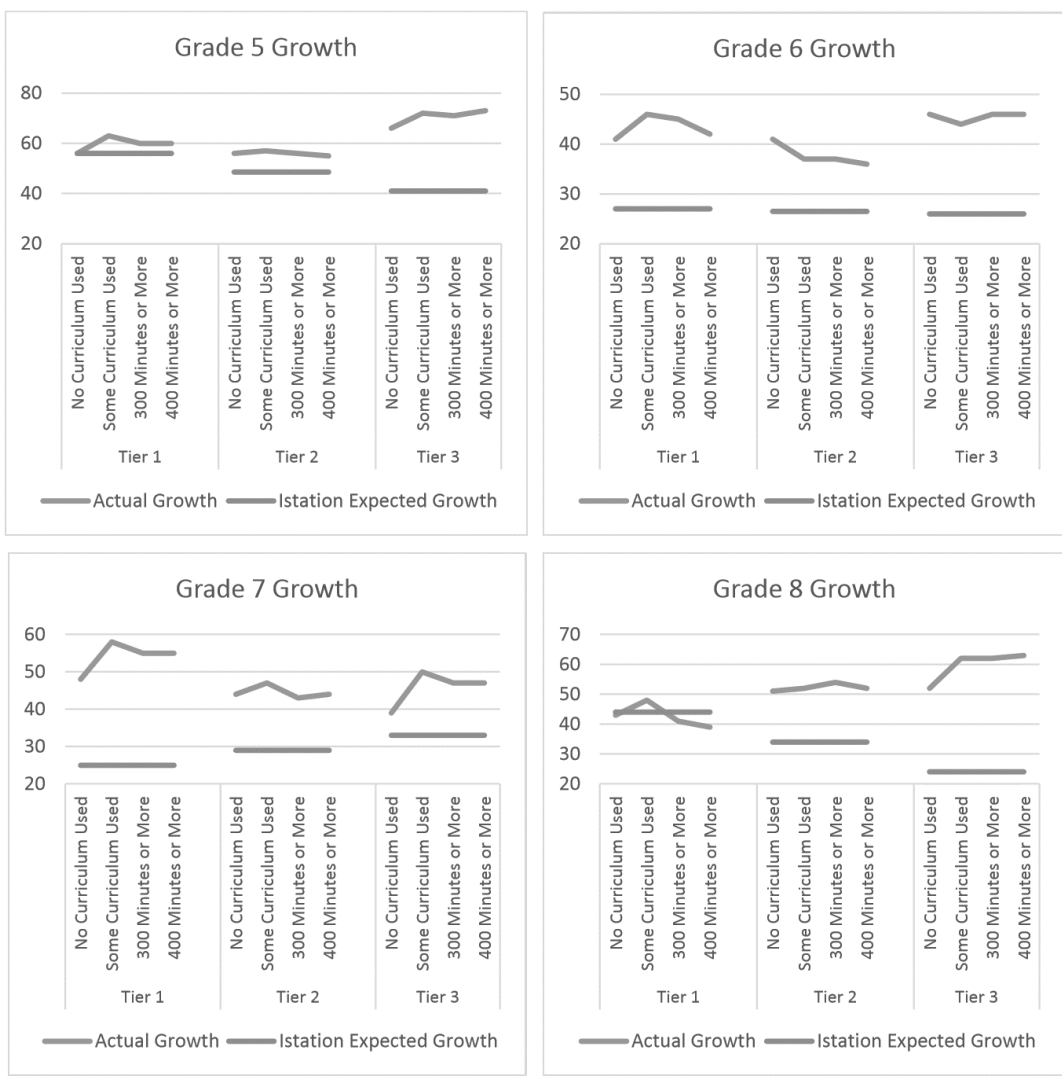 Grade 5 Growth
80
60
40
20
No Curriculum Used
Some Curriculum Used
300 Minutes or More
400 Minutes or More
No Curriculum Used
Some Curriculum Used
300 Minutes or More
400 Minutes or More
No Curriculum Used
Some Curriculum Used
300 Minutes or More
400 Minutes or More
Tier 1 Tier 2 Tier 3
Actual Growth Istation Expected Growth
Grade 6 Growth
50
40
30
20
No Curriculum Used
Some Curriculum Used
300 Minutes or More
400 Minutes or More
No Curriculum Used
Some Curriculum Used
300 Minutes or More
400 Minutes or More
No Curriculum Used
Some Curriculum Used
300 Minutes or More
400 Minutes or More
Tier 1 Tier 2 Tier 3
Actual Growth Istation Expected Growth
Grade 7 Growth
60
50
40
30
20
No Curriculum Used
Some Curriculum Used
300 Minutes or More
400 Minutes or More
No Curriculum Used
Some Curriculum Used
300 Minutes or More
400 Minutes or More
No Curriculum Used
Some Curriculum Used
300 Minutes or More
400 Minutes or More
Tier 1 Tier 2 Tier 3
Actual Growth Istation Expected Growth
Grade 8 Growth
70
60
50
40
30
20
No Curriculum Used
Some Curriculum Used
300 Minutes or More
400 Minutes or More
No Curriculum Used
Some Curriculum Used
300 Minutes or More
400 Minutes or More
No Curriculum Used
Some Curriculum Used
300 Minutes or More
400 Minutes or More
Tier 1 Tier 2 Tier 3
Actual Growth Istation Expected Growth